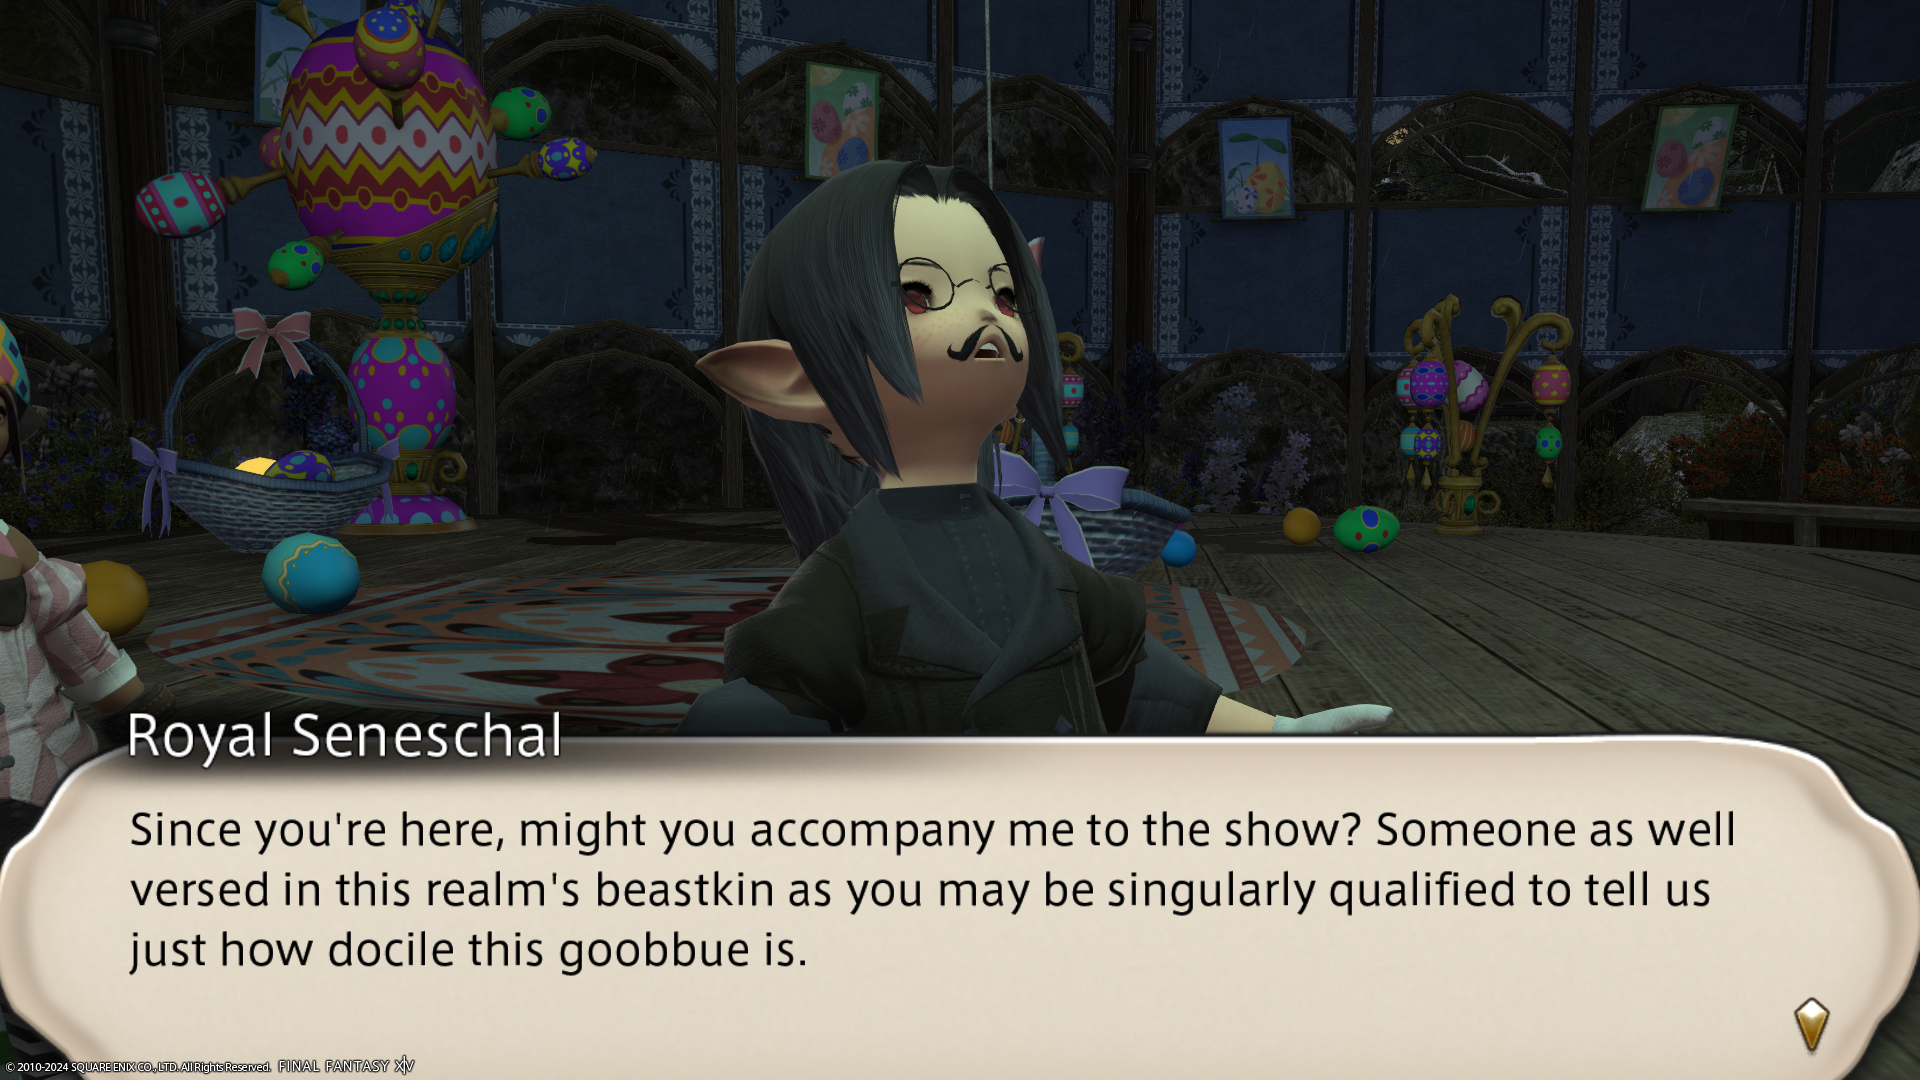 Royal Seneschal
Since you're here, might you accompany me to the show? Someone as well
versed in this realm's beastkin as you may be singularly qualified to tell us
just how docile this goobbue is.
© 2010-2024 SQUARE ENIX CO., LTD. All Rights Reserved. FINAL FANTASY XIV